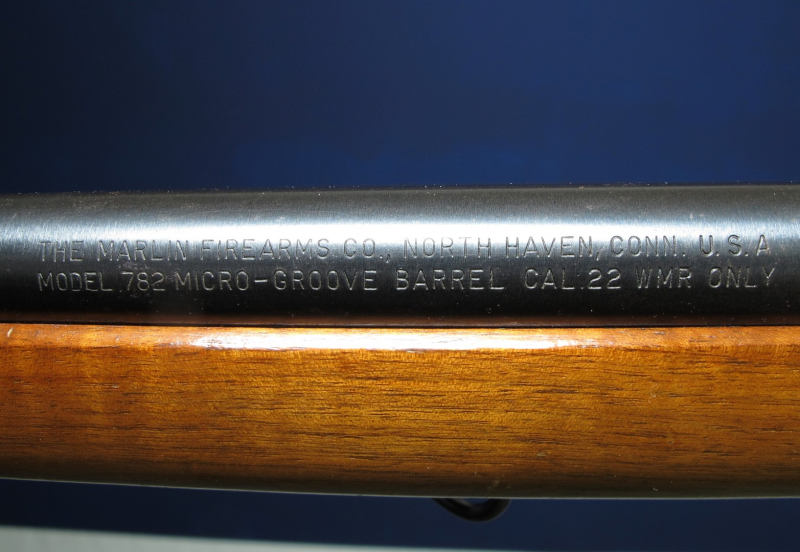 THE MARLIN FIREARMS CO., NORTH HAVEN, CONN. U.S.A
MODEL 782 MICRO-GROOVE BARREL CAL. 22 WMR ONLY